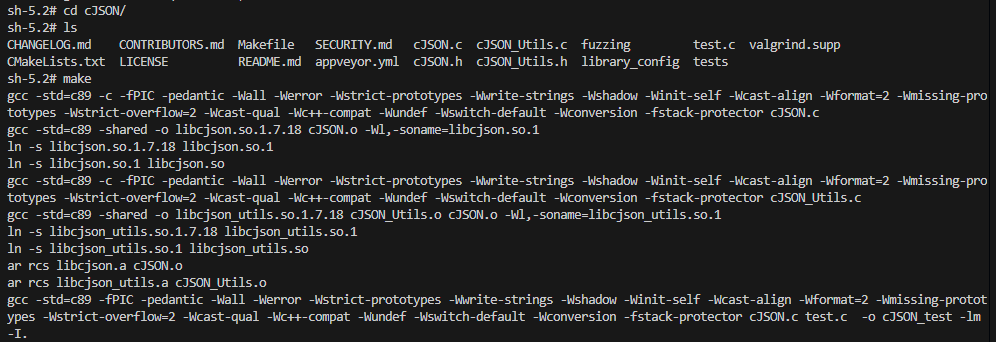 sh-5.2# cd cJSON/
sh-5.2# ls
CHANGELOG.md    CONTRIBUTORS.md  Makefile   SECURITY.md   cJSON.c  cJSON_Utils.c  fuzzing         test.c  valgrind.supp
CMakeLists.txt  LICENSE          README.md  appveyor.yml  cJSON.h  cJSON_Utils.h  library_config  tests
sh-5.2# make
gcc -std=c89 -c -fPIC -pedantic -Wall -Werror -Wstrict-prototypes -Wwrite-strings -Wshadow -Winit-self -Wcast-align -Wformat=2 -Wmissing-pro
totypes -Wstrict-overflow=2 -Wcast-qual -Wc++-compat -Wundef -Wswitch-default -Wconversion -fstack-protector cJSON.c
gcc -std=c89 -shared -o libcjson.so.1.7.18 cJSON.o -Wl,-soname=libcjson.so.1
ln -s libcjson.so.1.7.18 libcjson.so.1
ln -s libcjson.so.1 libcjson.so
gcc -std=c89 -c -fPIC -pedantic -Wall -Werror -Wstrict-prototypes -Wwrite-strings -Wshadow -Winit-self -Wcast-align -Wformat=2 -Wmissing-pro
totypes -Wstrict-overflow=2 -Wcast-qual -Wc++-compat -Wundef -Wswitch-default -Wconversion -fstack-protector cJSON_Utils.c
gcc -std=c89 -shared -o libcjson_utils.so.1.7.18 cJSON_Utils.o cJSON.o -Wl,-soname=libcjson_utils.so.1
ln -s libcjson_utils.so.1.7.18 libcjson_utils.so.1
ln -s libcjson_utils.so.1 libcjson_utils.so
ar rcs libcjson.a cJSON.o
ar rcs libcjson_utils.a cJSON_Utils.o
gcc -std=c89 -fPIC -pedantic -Wall -Werror -Wstrict-prototypes -Wwrite-strings -Wshadow -Winit-self -Wcast-align -Wformat=2 -Wmissing-protot
ypes -Wstrict-overflow=2 -Wcast-qual -Wc++-compat -Wundef -Wswitch-default -Wconversion -fstack-protector cJSON.c test.c  -o cJSON_test -lm
-I.